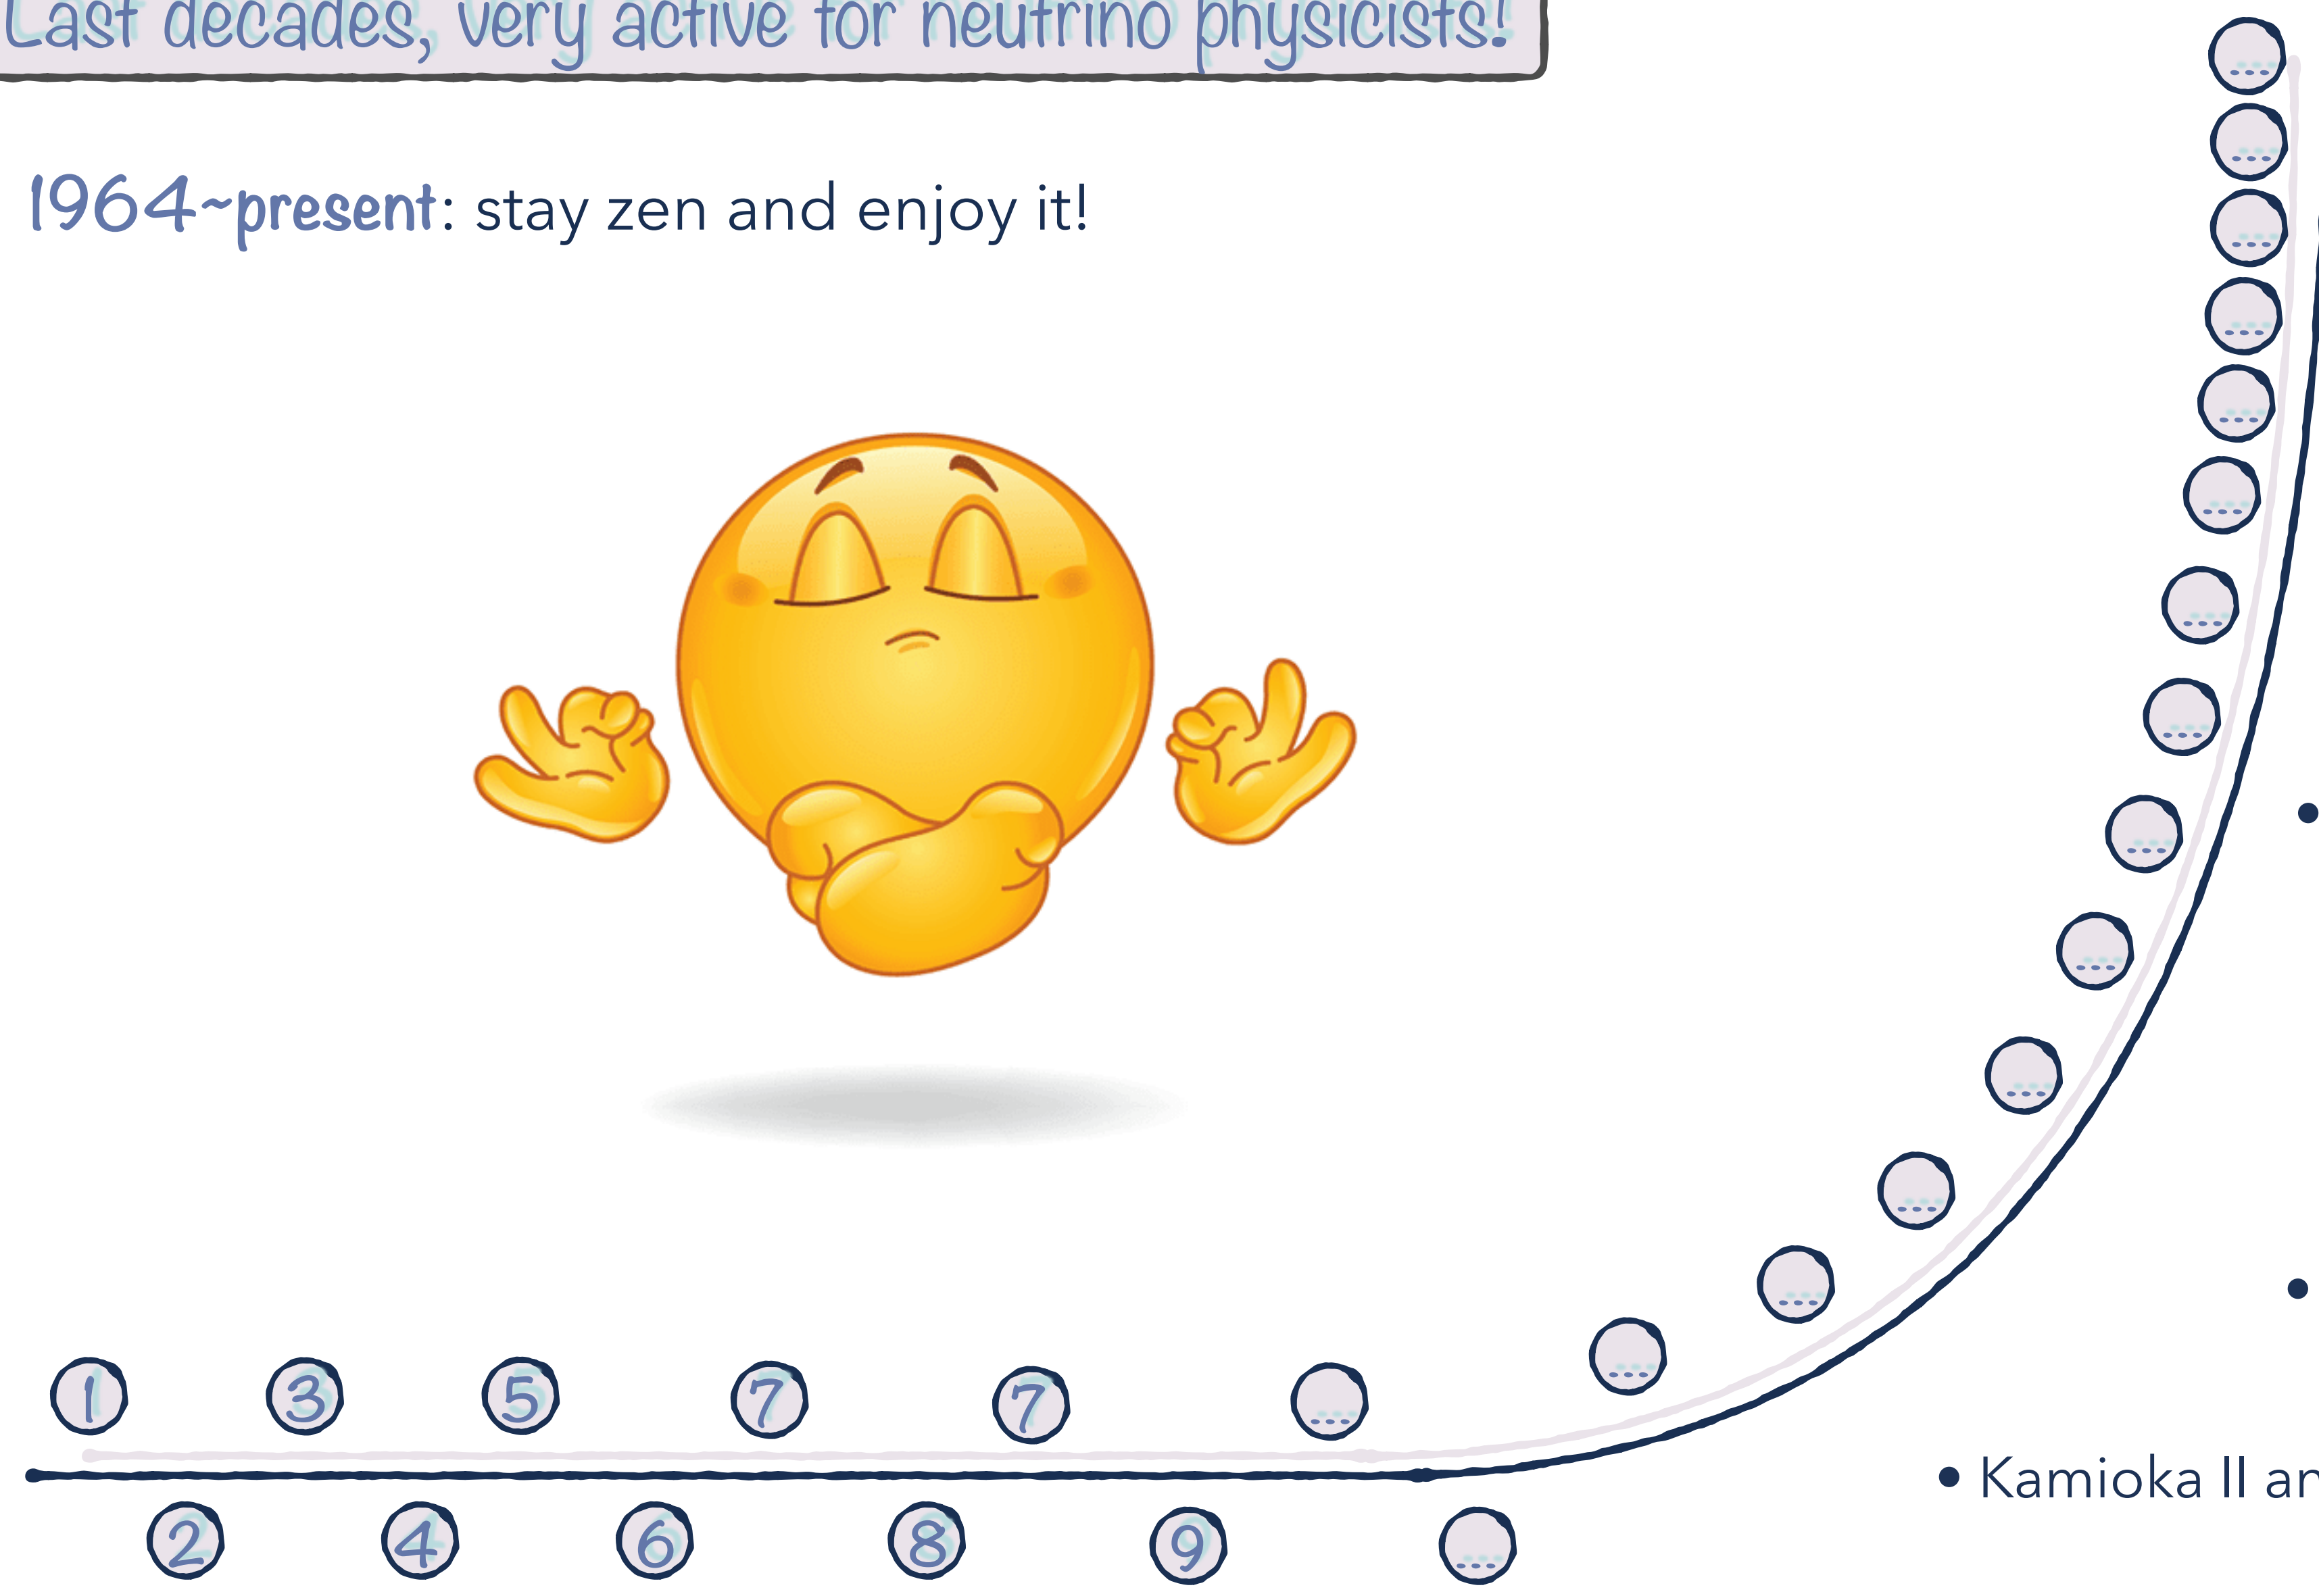 Last decades, very active for neutrino physicists!
1964~present: stay zen and enjoy it!
1 3 5 7 7 ...
2 4 6 8 9 ...
• Kamioka II an